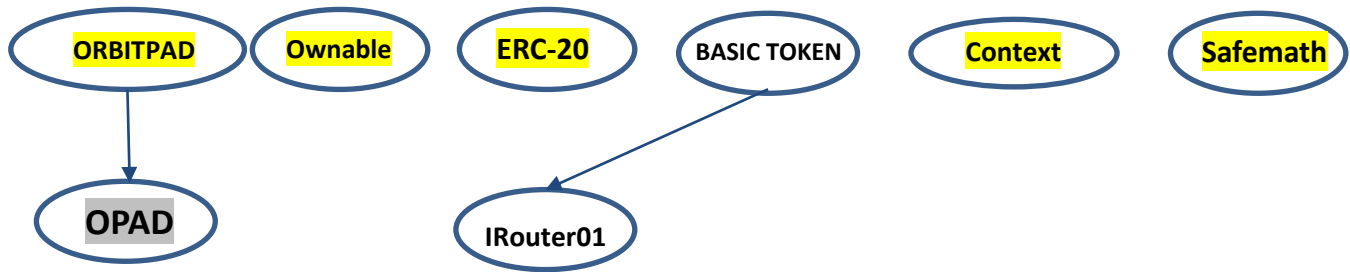 ORBITPAD
Ownable
ERC-20
BASIC TOKEN
Context
Safemath
OPAD
IRouter01